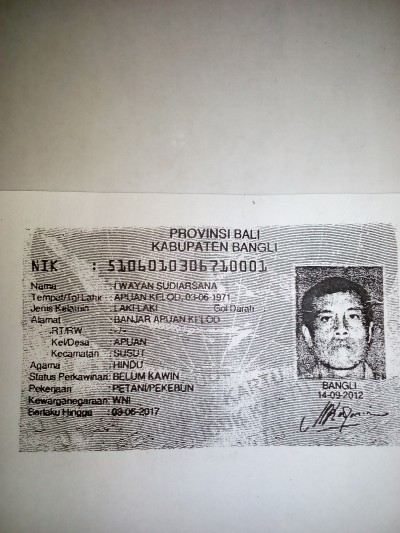 PROVINSI BALI
KABUPATEN BANGLI
NIK : 5106010306710001
Nama : I WAYAN SUDIARSANA
Tempat/Tgl Lahir : APUAN KELOD, 03-06-1971
Jenis Kelamin : LAKI-LAKI Gol Darah
Alamat : BANJAR APUAN KELOD
RT/RW : -/-
Kel/Desa : APUAN
Kecamatan : SUSUT
Agama : HINDU
Status Perkawinan: BELUM KAWIN
Pekerjaan : PETANI/PEKEBUN
Kewarganegaraan: WNI
Berlaku Hingga : 03-06-2017
BANGLI
14-09-2012